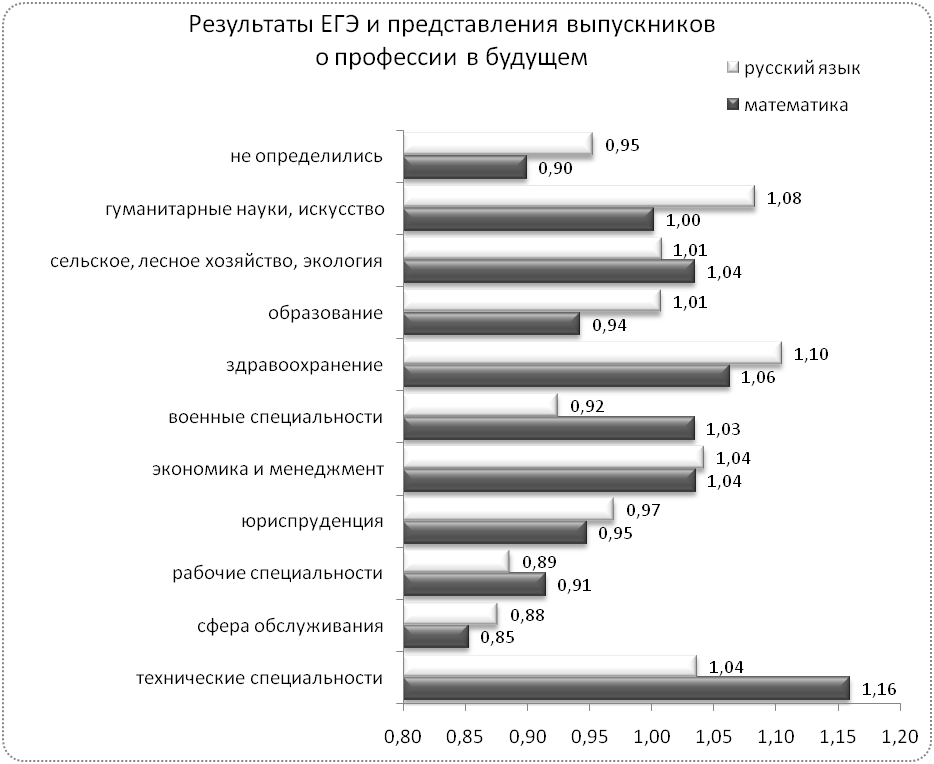 Результаты ЕГЭ и представления выпускников
о профессии в будущем
русский язык
математика
не определились
0,95
0,90
гуманитарные науки, искусство
1,08
1,00
сельское, лесное хозяйство, экология
1,01
1,04
образование
1,01
0,94
здравоохранение
1,10
1,06
военные специальности
0,92
1,03
экономика и менеджмент
1,04
1,04
юриспруденция
0,97
0,95
рабочие специальности
0,89
0,91
сфера обслуживания
0,88
0,85
технические специальности
1,04
1,16
0,80 0,85 0,90 0,95 1,00 1,05 1,10 1,15 1,20